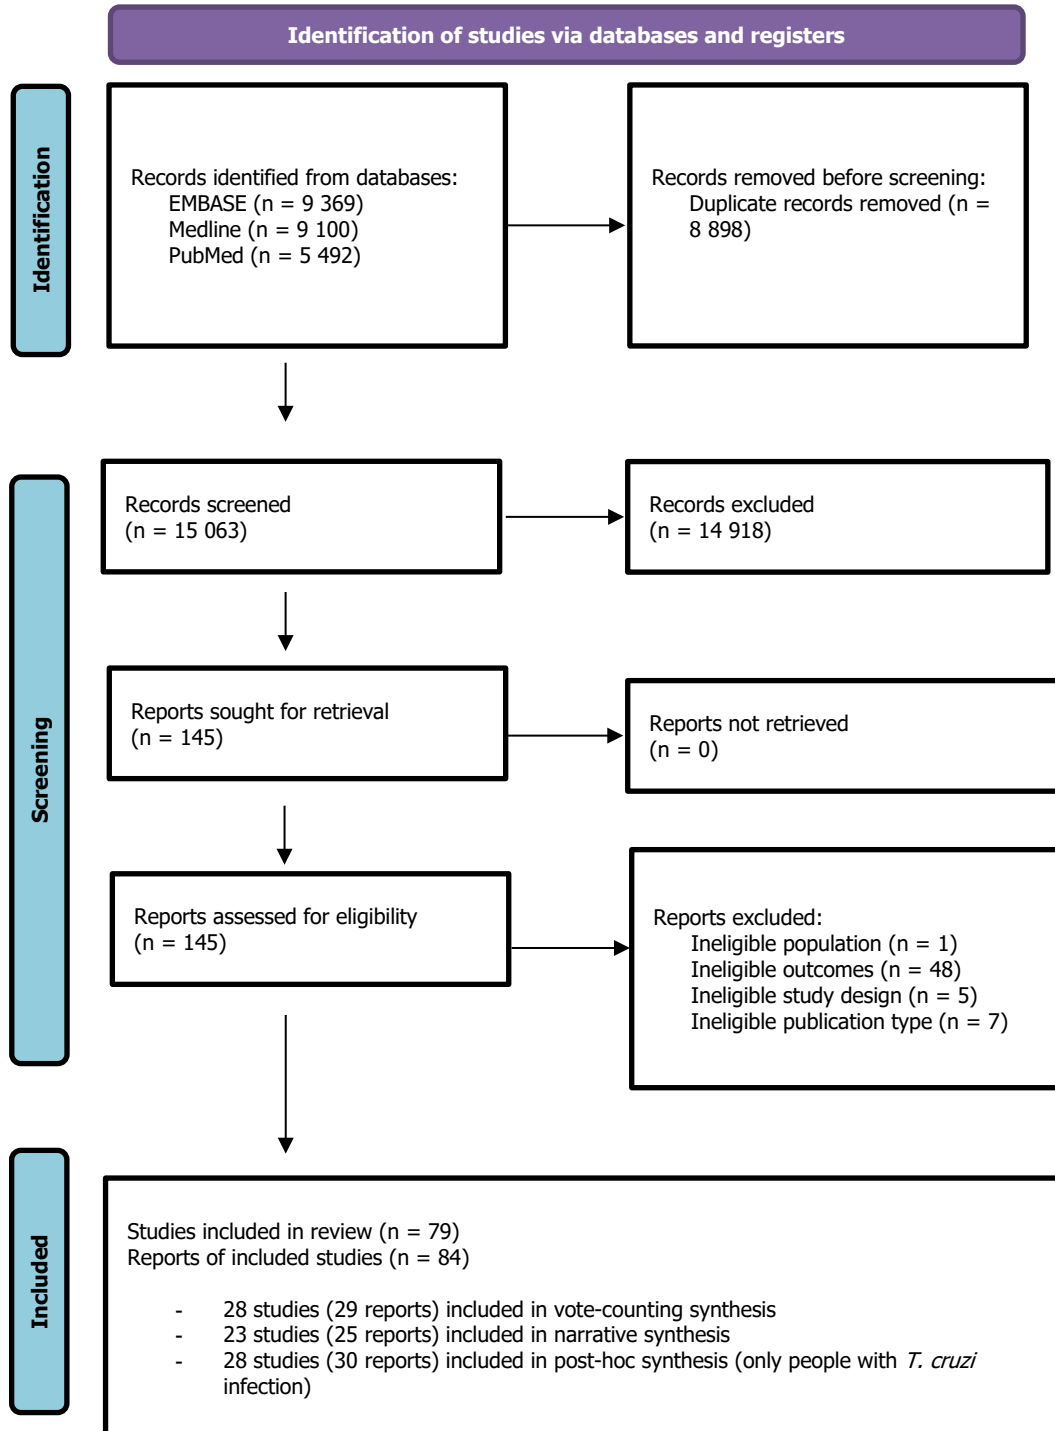 Identification of studies via databases and registers
Identification
Records identified from databases:
EMBASE (n = 9 369)
Medline (n = 9 100)
PubMed (n = 5 492)
Records removed before screening:
Duplicate records removed (n =
8 898)
Screening
Records screened
(n = 15 063)
Records excluded
(n = 14 918)
Reports sought for retrieval
(n = 145)
Reports not retrieved
(n = 0)
Reports assessed for eligibility
(n = 145)
Reports excluded:
Ineligible population (n = 1)
Ineligible outcomes (n = 48)
Ineligible study design (n = 5)
Ineligible publication type (n = 7)
Included
Studies included in review (n = 79)
Reports of included studies (n = 84)
- 28 studies (29 reports) included in vote-counting synthesis
- 23 studies (25 reports) included in narrative synthesis
- 28 studies (30 reports) included in post-hoc synthesis (only people with T. cruzi
infection)